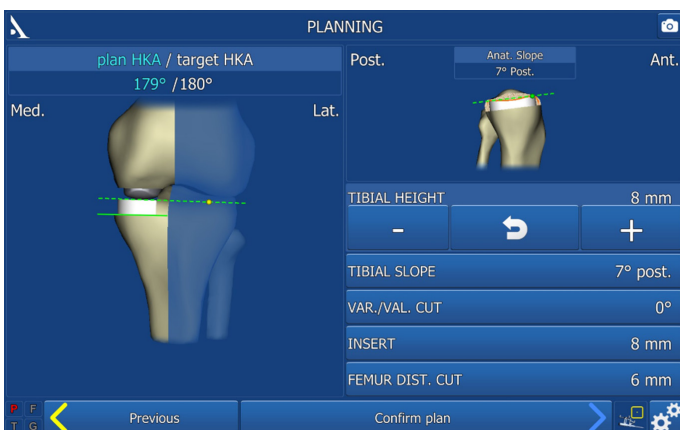 PLANNING
plan HKA / target HKA
179° /180°
Med.
Lat.
Post.
Anat. Slope
7° Post.
Ant.
TIBIAL HEIGHT 8 mm
- +
TIBIAL SLOPE 7° post.
VAR./VAL. CUT 0°
INSERT 8 mm
FEMUR DIST. CUT 6 mm
P F
T G
Previous
Confirm plan